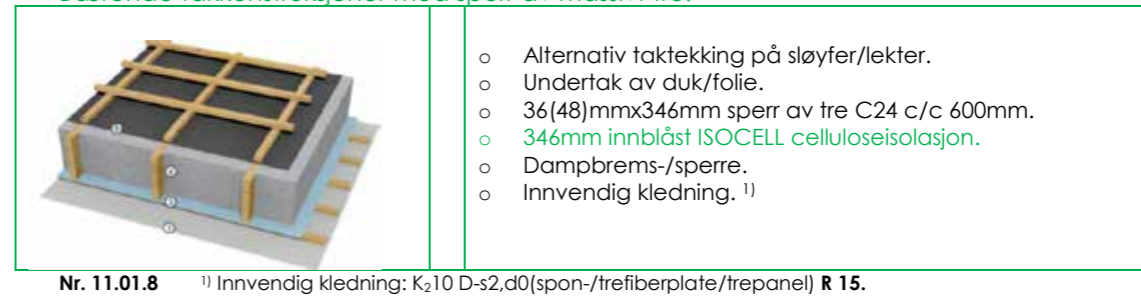 o Alternativ taktekking på sløyfer/lekter.
o Undertak av duk/folie.
o 36(48)mmx346mm sperr av tre C24 c/c 600mm.
o 346mm innblåst ISOCELL celluloseisolasjon.
o Dampbrems-/sperre.
o Innvendig kledning. 1)
Nr. 11.01.8 1) Innvendig kledning: K₂10 D-s2,d0(spon-/trefiberplate/trepanel) R 15.